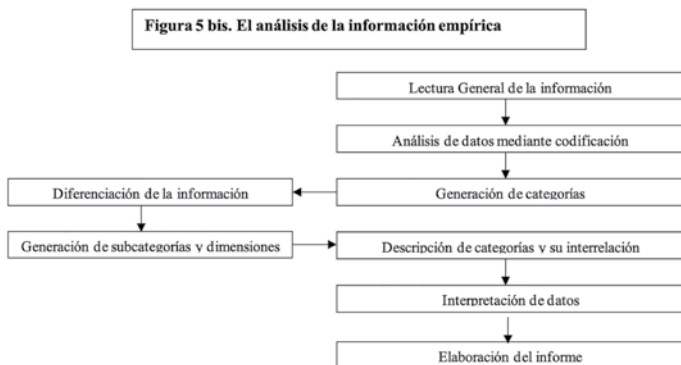 Figura 5 bis. El análisis de la información empírica
Lectura General de la información
Análisis de datos mediante codificación
Diferenciación de la información
Generación de categorías
Generación de subcategorías y dimensiones
Descripción de categorías y su interrelación
Interpretación de datos
Elaboración del informe